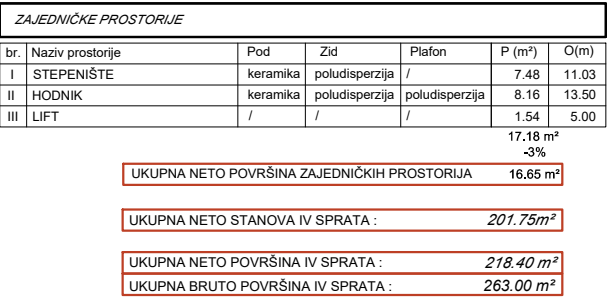 ZAJEDNIČKE PROSTORIJE
br. Naziv prostorije Pod Zid Plafon P (m²) O(m)
I STEPENIŠTE keramika poludisperzija / 7.48 11.03
II HODNIK keramika poludisperzija poludisperzija 8.16 13.50
III LIFT / / / 1.54 5.00
17.18 m²
-3%
UKUPNA NETO POVRŠINA ZAJEDNIČKIH PROSTORIJA 16.65 m²
UKUPNA NETO STANOVA IV SPRATA : 201.75m²
UKUPNA NETO POVRŠINA IV SPRATA : 218.40 m²
UKUPNA BRUTO POVRŠINA IV SPRATA : 263.00 m²